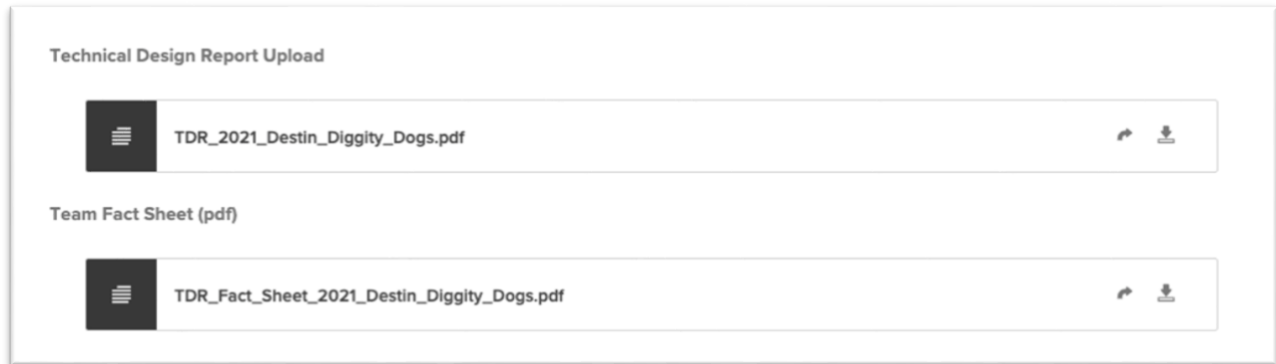 Technical Design Report Upload
TDR_2021_Destin_Diggity_Dogs.pdf
Team Fact Sheet (pdf)
TDR_Fact_Sheet_2021_Destin_Diggity_Dogs.pdf